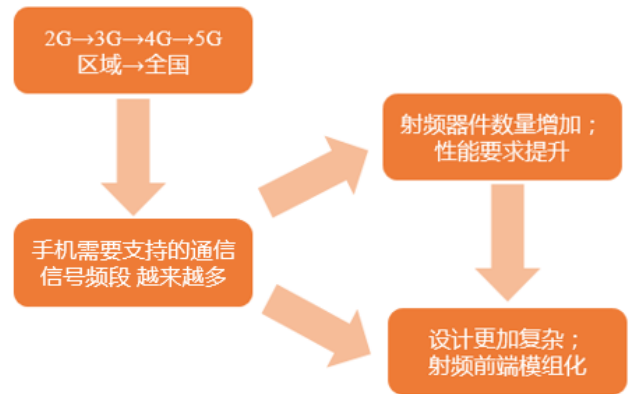 2G→3G→4G→5G
区域→全国
手机需要支持的通信
信号频段 越来越多
射频器件数量增加；
性能要求提升
设计更加复杂；
射频前端模组化